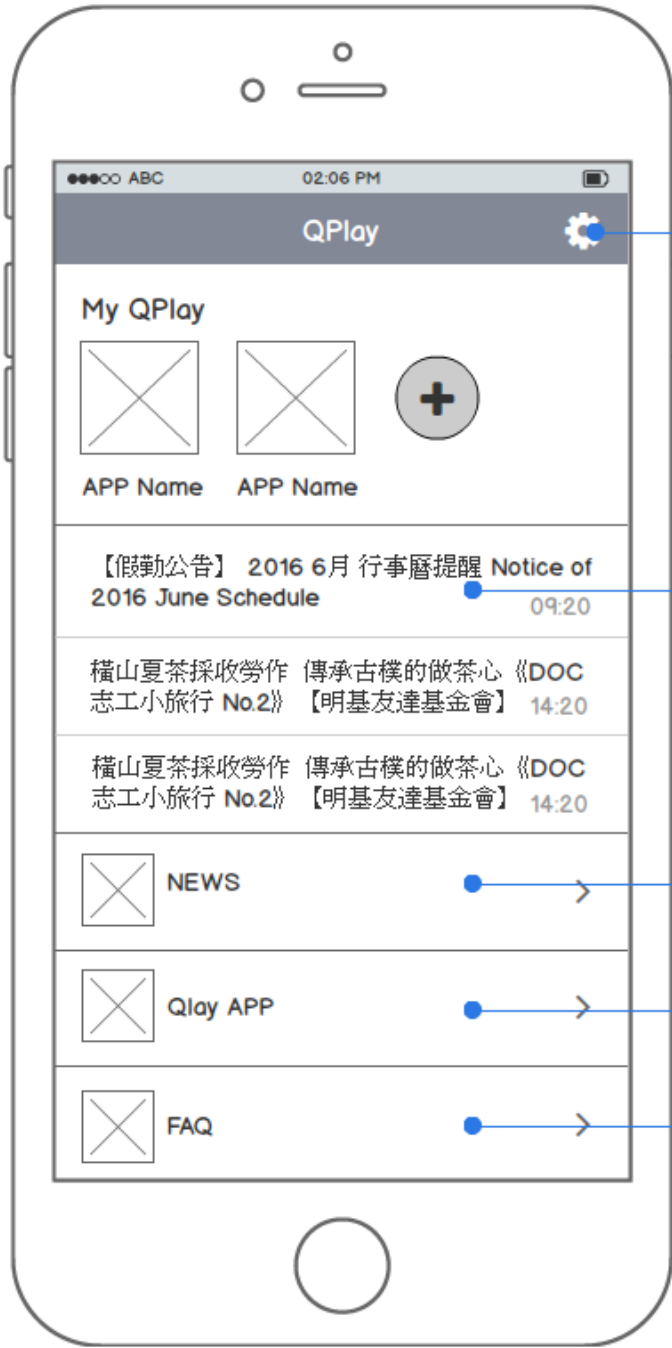 ABC 02:06 PM
QPlay
My QPlay
APP Name APP Name
【假勤公告】 2016 6月 行事曆提醒 Notice of
2016 June Schedule 09:20
橫山夏茶採收勞作 傳承古樸的做茶心《DOC
志工小旅行 No.2》【明基友達基金會】 14:20
橫山夏茶採收勞作 傳承古樸的做茶心《DOC
志工小旅行 No.2》【明基友達基金會】 14:20
NEWS
Qlay APP
FAQ